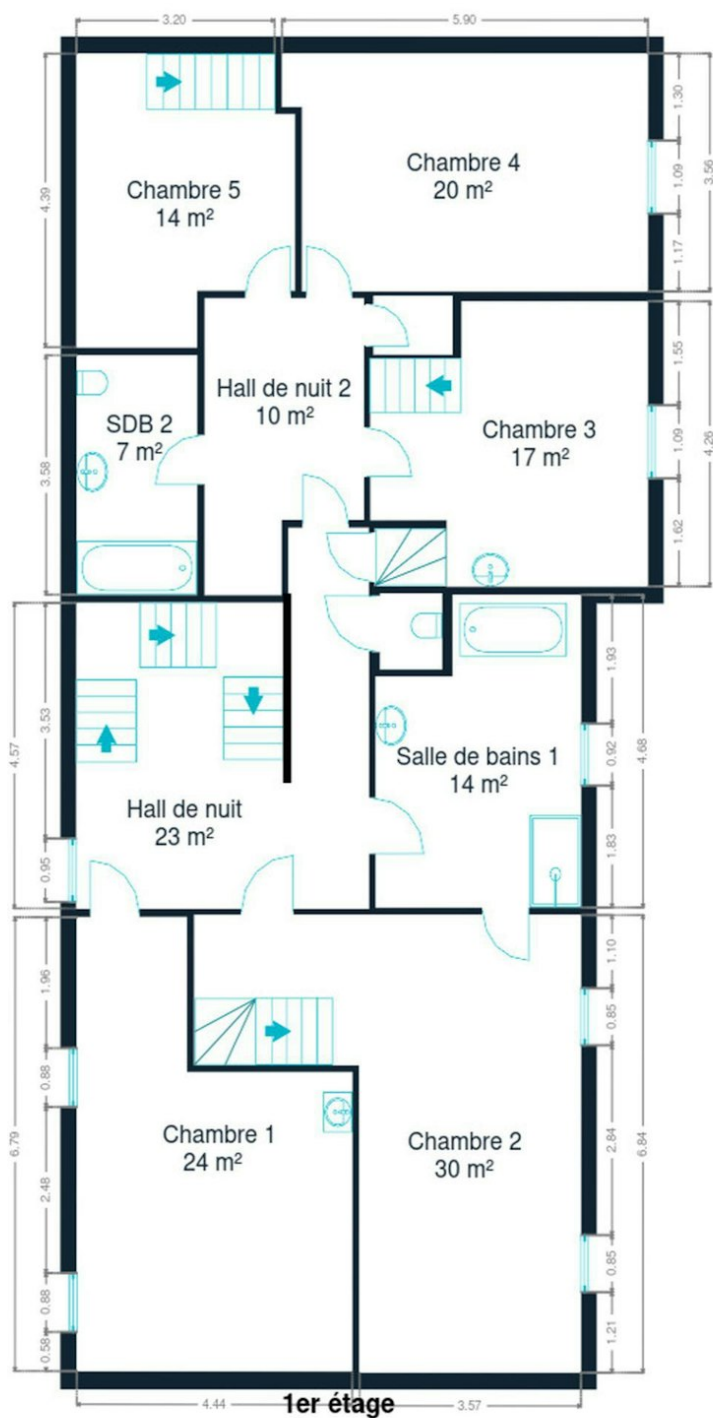 3.20
5.90
Chambre 5
14 m²
Chambre 4
20 m²
4.39
1.30
1.09
1.17
3.56
Hall de nuit 2
10 m²
SDB 2
7 m²
3.58
Chambre 3
17 m²
1.55
1.09
1.62
4.26
Hall de nuit
23 m²
3.53
0.95
4.57
Salle de bains 1
14 m²
1.93
0.92
1.83
4.68
Chambre 1
24 m²
1.96
0.88
2.48
0.88
0.58
6.79
Chambre 2
30 m²
1.10
0.85
2.84
0.85
1.21
6.84
4.44
1er étage
3.57